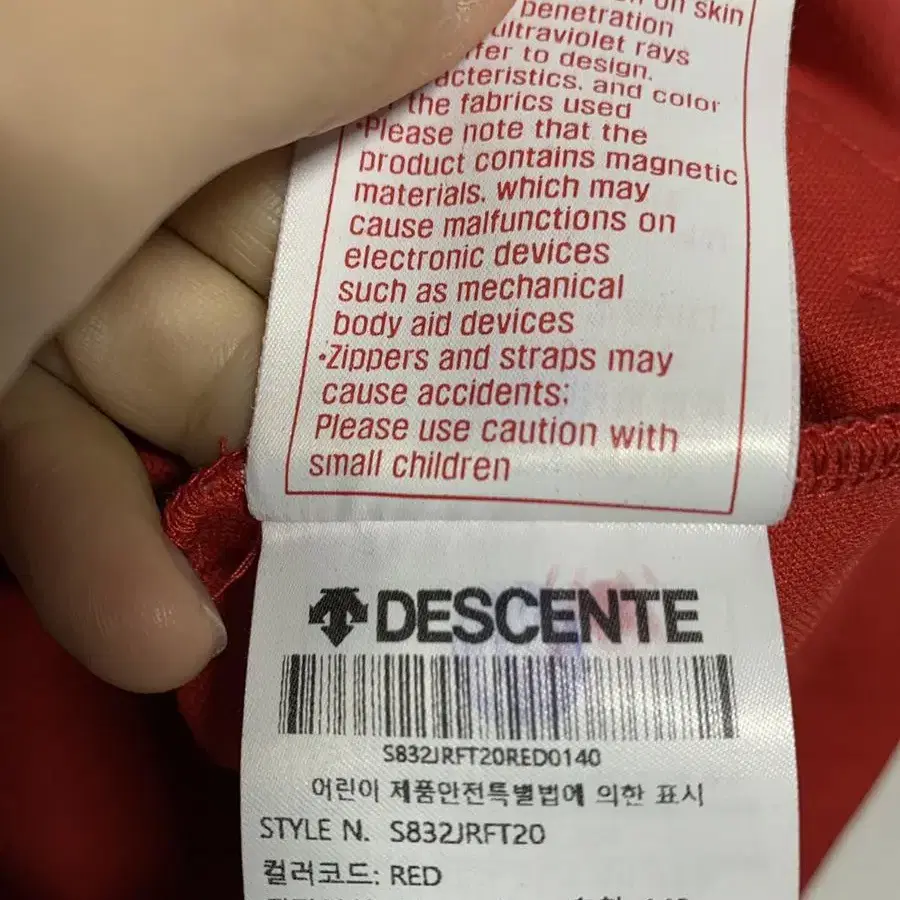 on skin
penetration
ultraviolet rays
to design.
and color
the fabrics used
•Please note that the
product contains magnetic
materials. which may
cause malfunctions on
electronic devices
such as mechanical
body aid devices
•Zippers and straps may
cause accidents;
Please use caution with
small children
DESCENTE
S832JRFT20RED0140
어린이 제품안전특별법에 의한 표시
STYLE N. S832JRFT20
컬러코드: RED